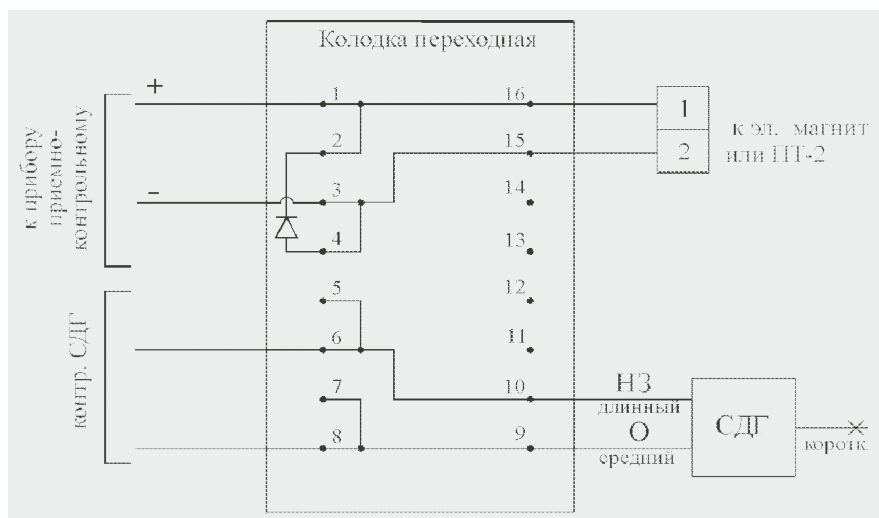 Колодка переходная
+
1
16
1
2
15
2
к эл. магнит
или ПТ-2
к прибору
приемно-
контрольному
–
3
14
4
13
5
12
контр. СДГ
6
11
7
10
НЗ
длинный
8
9
О
средний
СДГ
коротк.